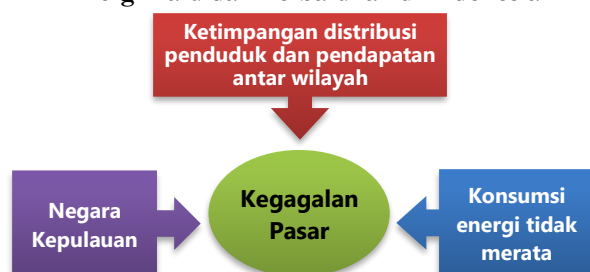 Ketimpangan distribusi
penduduk dan pendapatan
antar wilayah
Negara
Kepulauan
Kegagalan
Pasar
Konsumsi
energi tidak
merata